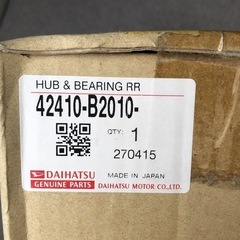 HUB & BEARING RR
42410-B2010-
QTY:
1
270415
MADE IN JAPAN
DAIHATSU
GENUINE PARTS
DAIHATSU MOTOR CO.,LTD.